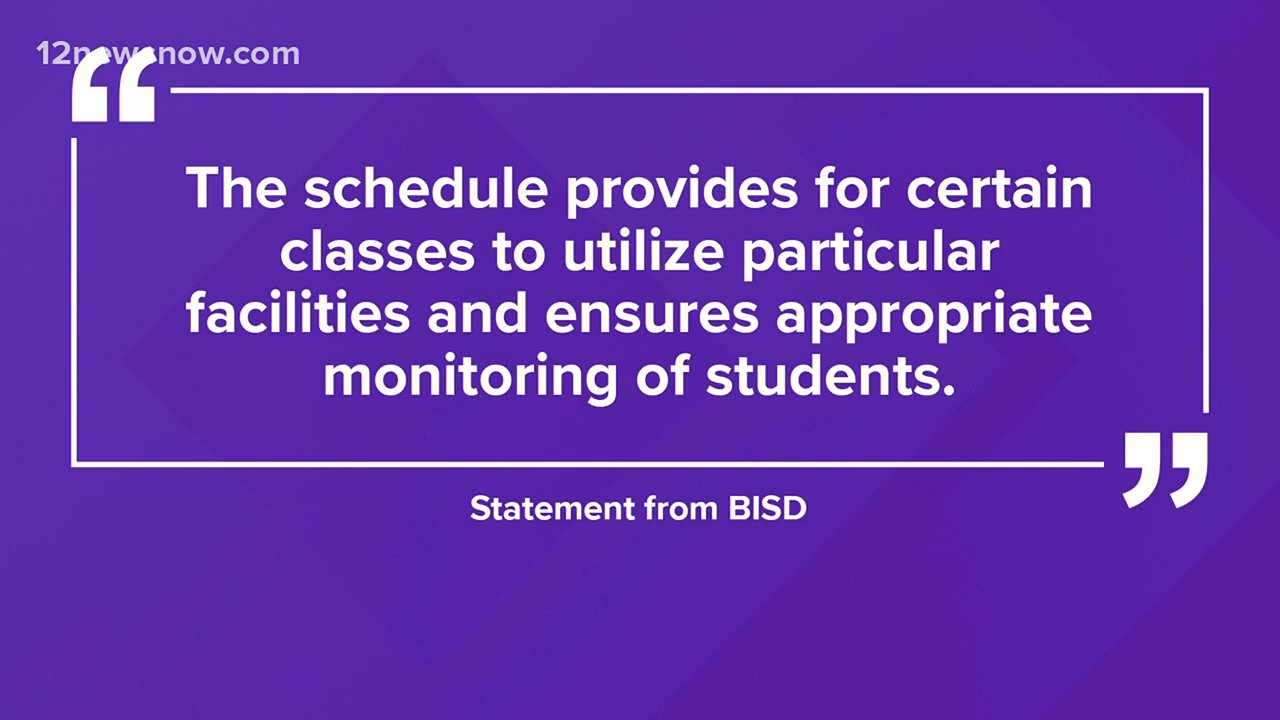 12newsnow.com
“
The schedule provides for certain
classes to utilize particular
facilities and ensures appropriate
monitoring of students.
”
Statement from BISD